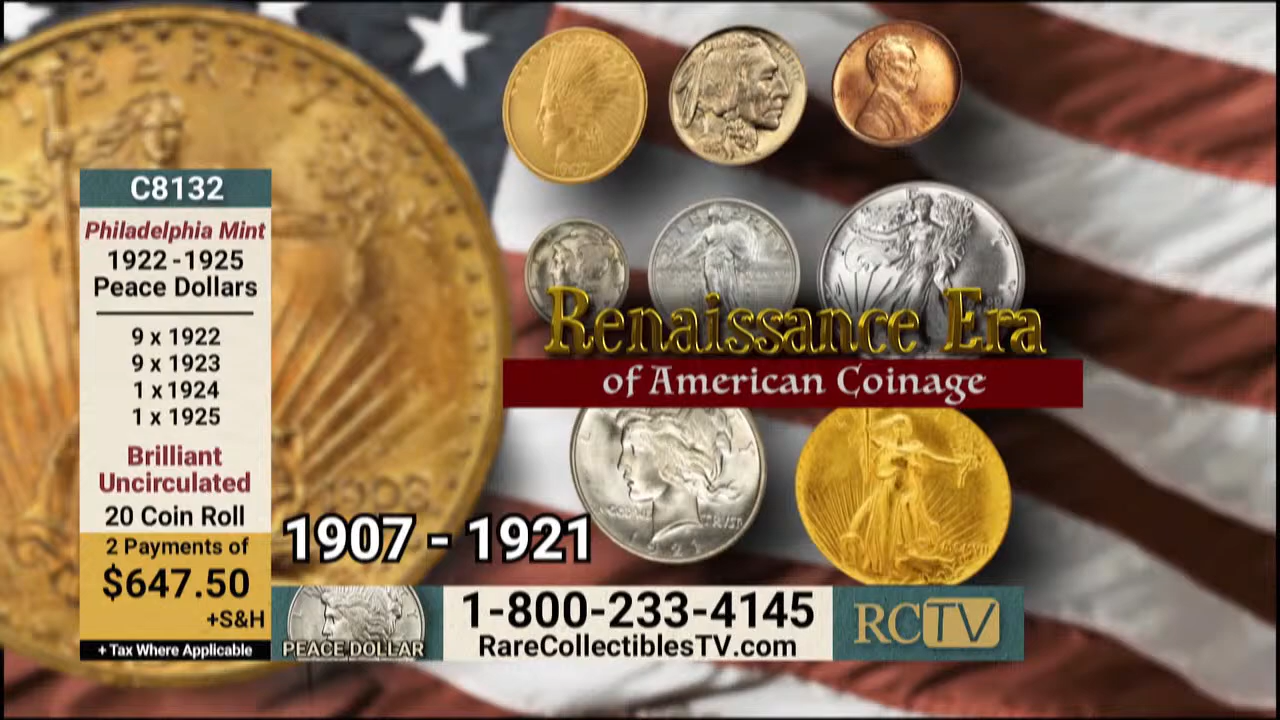 C8132
Philadelphia Mint
1922-1925
Peace Dollars
9 x 1922
9 x 1923
1 x 1924
1 x 1925
Brilliant
Uncirculated
20 Coin Roll
2 Payments of
$647.50
+S&H
+ Tax Where Applicable
LIBERTY
1907
Renaissance Era
of American Coinage
1907 - 1921
PEACE DOLLAR
1-800-233-4145
RareCollectiblesTV.com
RCTV